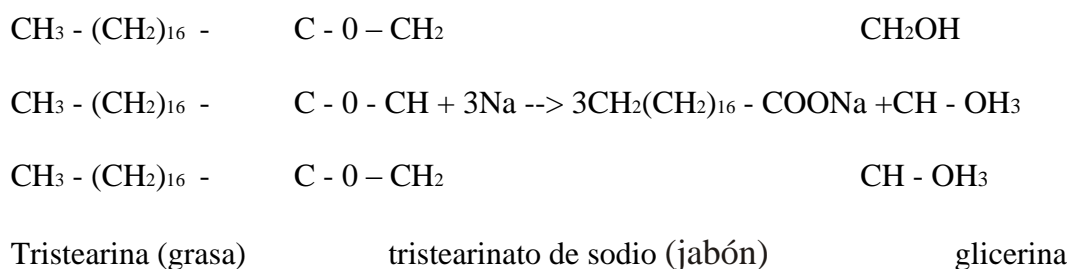 CH₃ - (CH₂)₁₆ - C - 0 – CH₂ CH₂OH
CH₃ - (CH₂)₁₆ - C - 0 - CH + 3Na --> 3CH₂(CH₂)₁₆ - COONa +CH - OH₃
CH₃ - (CH₂)₁₆ - C - 0 – CH₂ CH - OH₃
Tristearina (grasa) tristearinato de sodio (jabón) glicerina